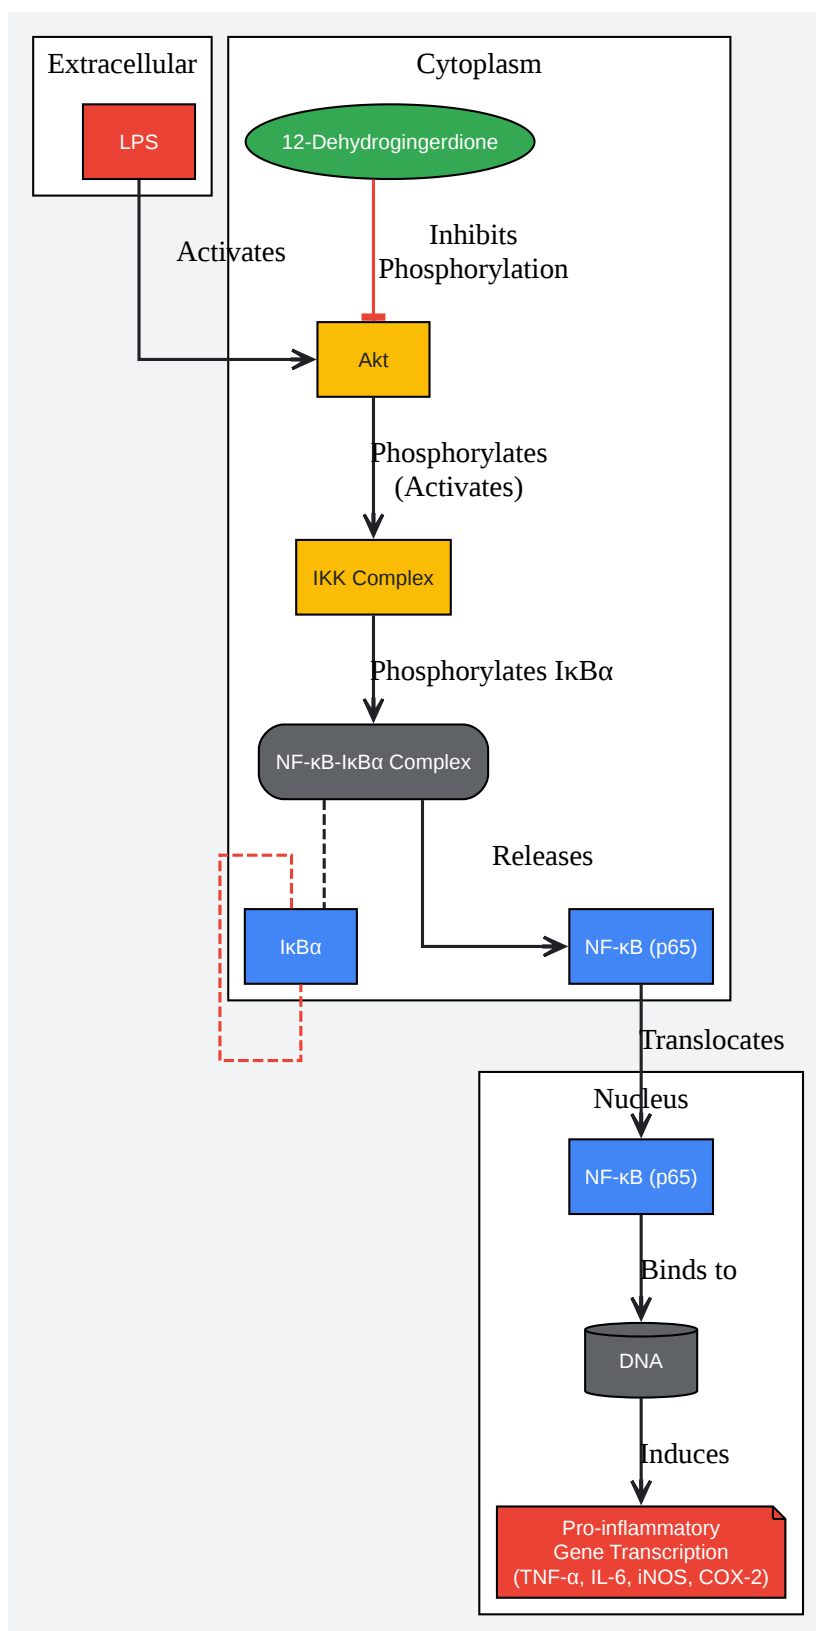 Extracellular
Cytoplasm
LPS
12-Dehydrogingerdione
Activates
Inhibits
Phosphorylation
Akt
Phosphorylates
(Activates)
IKK Complex
Phosphorylates IκBα
NF-κB-IκBα Complex
Releases
IκBα
NF-κB (p65)
Translocates
Nucleus
NF-κB (p65)
Binds to
DNA
Induces
Pro-inflammatory
Gene Transcription
(TNF-α, IL-6, iNOS, COX-2)